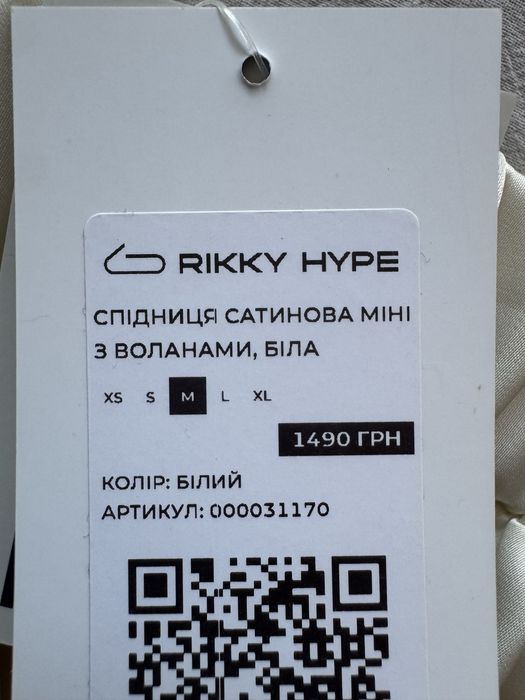 RIKKY HYPE
СПІДНИЦЯ САТИНОВА МІНІ
З ВОЛАНАМИ, БІЛА
XS S M L XL
1490 ГРН
КОЛІР: БІЛИЙ
АРТИКУЛ: 000031170